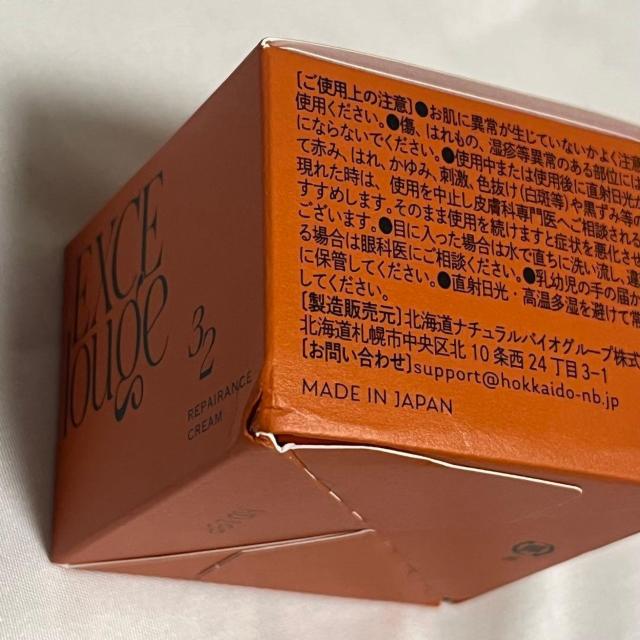 EXCE
Rouge
32
REPAIRANCE
CREAM
[ご使用上の注意]●お肌に異常が生じていないかよく注意
使用ください。●傷、はれもの、湿疹等異常のある部位には
にならないでください。●使用中または使用後に直射日光が
て赤み、はれ、かゆみ、刺激、色抜け(白斑等)や黒ずみ等の
現れた時は、使用を中止し皮膚科専門医へご相談される
すすめします。そのまま使用を続けますと症状を悪化させ
ございます。●目に入った場合は水で直ちに洗い流し、違
る場合は眼科医にご相談ください。●乳幼児の手の届か
に保管してください。●直射日光・高温多湿を避けて常
してください。
[製造販売元]北海道ナチュラルバイオグループ株式
北海道札幌市中央区北10条西24丁目3-1
[お問い合わせ]support@hokkaido-nb.jp
MADE IN JAPAN